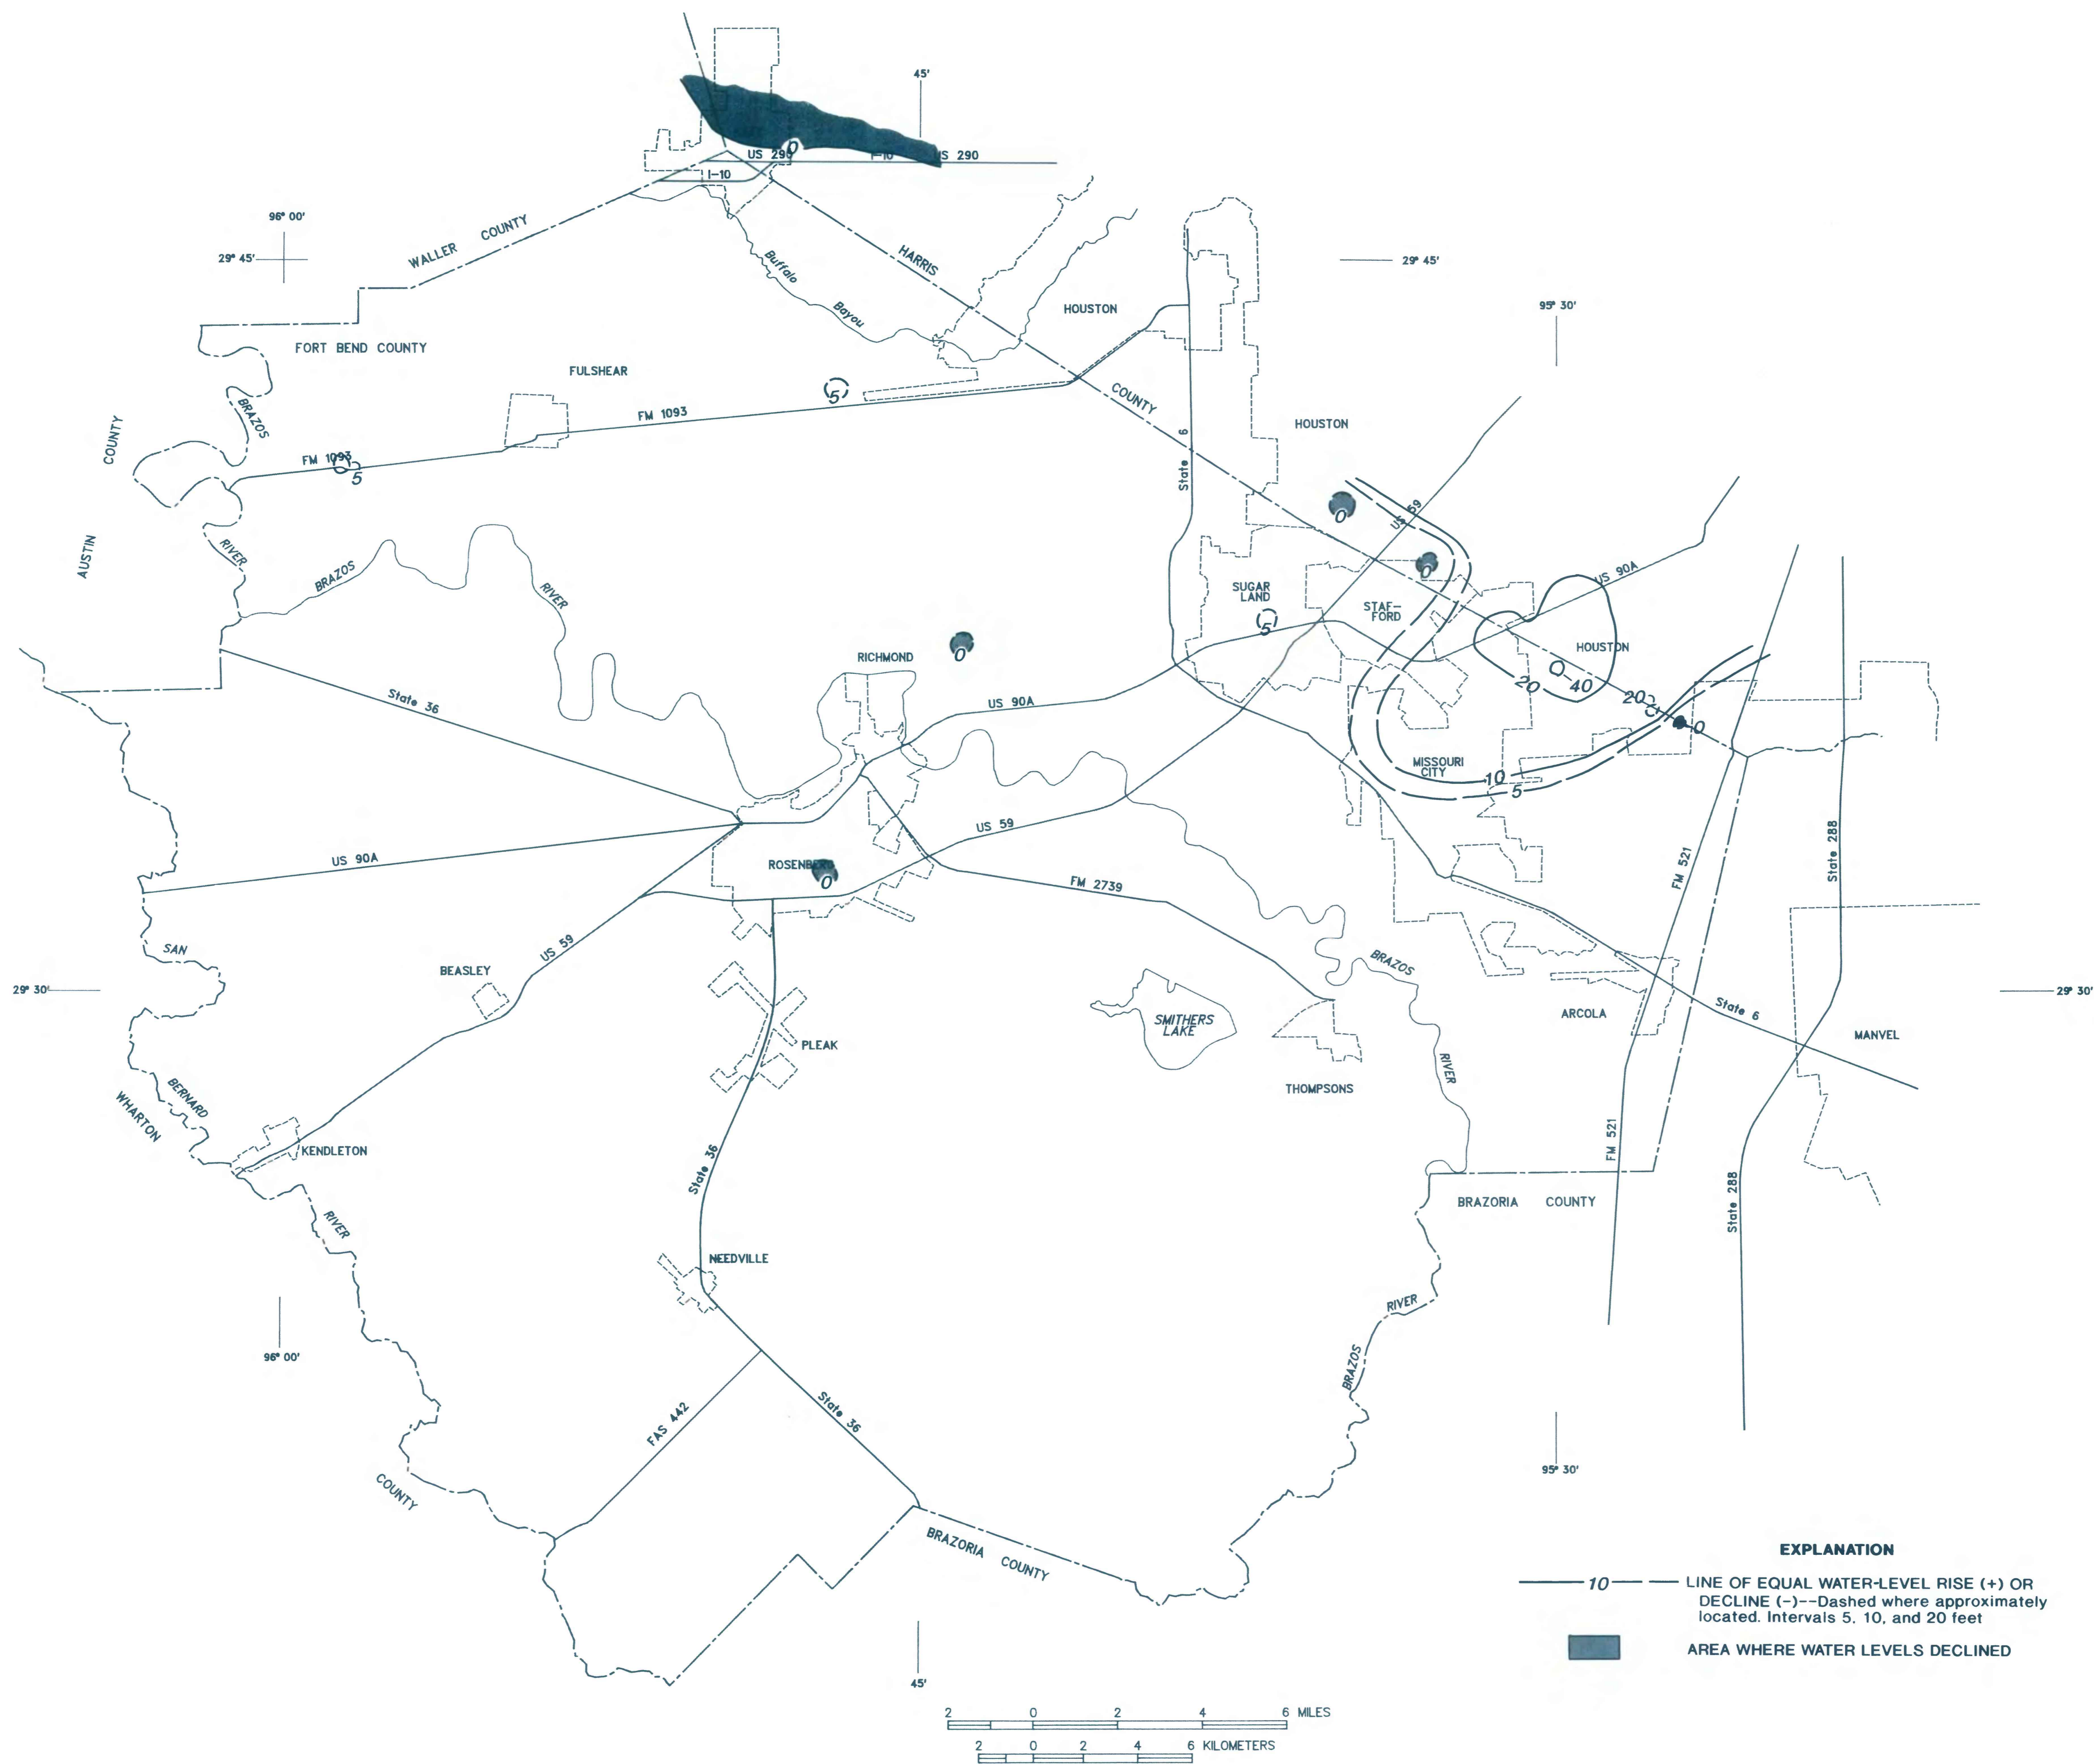 45'
US 290
0
I-10
US 290
I-10
96° 00'
WALLER COUNTY
29° 45'
HARRIS
Buffalo
Bayou
29° 45'
95° 30'
HOUSTON
FORT BEND COUNTY
FULSHEAR
5
COUNTY
BRAZOS
FM 1093
HOUSTON
State 6
COUNTY
FM 1093
5
US 59
0
AUSTIN
RIVER
BRAZOS
RIVER
0
US 90A
SUGAR
LAND
5
STAF-
FORD
HOUSTON
0
RICHMOND
20
40
20
0
State 36
US 90A
MISSOURI
CITY
10
5
US 59
US 90A
ROSENBERG
0
FM 2739
FM 521
State 288
SAN
US 59
BEASLEY
BRAZOS
29° 30'
29° 30'
SMITHERS
LAKE
ARCOLA
State 6
MANVEL
PLEAK
RIVER
THOMPSONS
BERNARD
WHARTON
KENDLETON
FM 521
State 36
State 288
BRAZORIA COUNTY
RIVER
NEEDVILLE
RIVER
96° 00'
BRAZOS
FAS 442
State 36
95° 30'
COUNTY
BRAZORIA COUNTY
EXPLANATION
10 LINE OF EQUAL WATER-LEVEL RISE (+) OR
DECLINE (-)--Dashed where approximately
located. Intervals 5, 10, and 20 feet
AREA WHERE WATER LEVELS DECLINED
45'
2 0 2 4 6 MILES
2 0 2 4 6 KILOMETERS